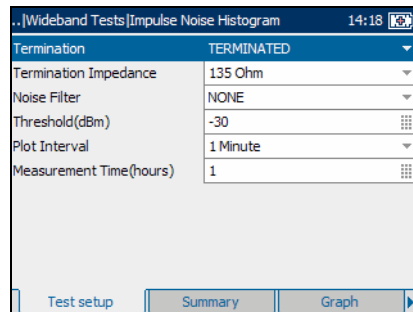 ..|Wideband Tests|Impulse Noise Histogram 14:18
Termination TERMINATED
Termination Impedance 135 Ohm
Noise Filter NONE
Threshold(dBm) -30
Plot Interval 1 Minute
Measurement Time(hours) 1
Test setup Summary Graph